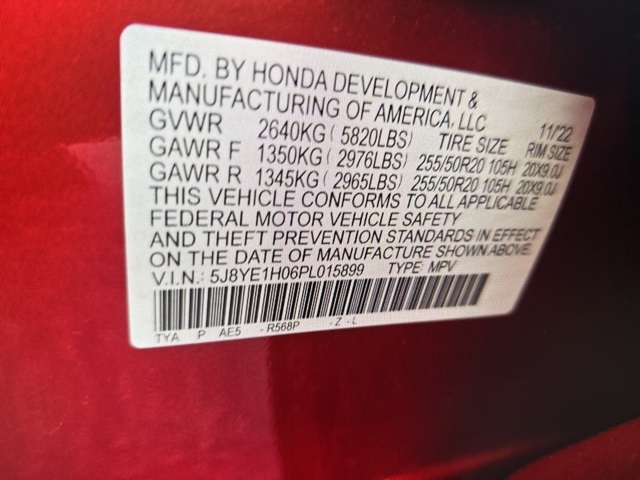 MFD. BY HONDA DEVELOPMENT &
MANUFACTURING OF AMERICA, LLC 11/'22
GVWR 2640KG (5820LBS) TIRE SIZE RIM SIZE
GAWR F 1350KG (2976LBS) 255/50R20 105H 20X9.0J
GAWR R 1345KG (2965LBS) 255/50R20 105H 20X9.0J
THIS VEHICLE CONFORMS TO ALL APPLICABLE
FEDERAL MOTOR VEHICLE SAFETY
AND THEFT PREVENTION STANDARDS IN EFFECT
ON THE DATE OF MANUFACTURE SHOWN ABOVE.
V.I.N.: 5J8YE1H06PL015899 TYPE: MPV
TYA P AE5 -R568P -Z-L